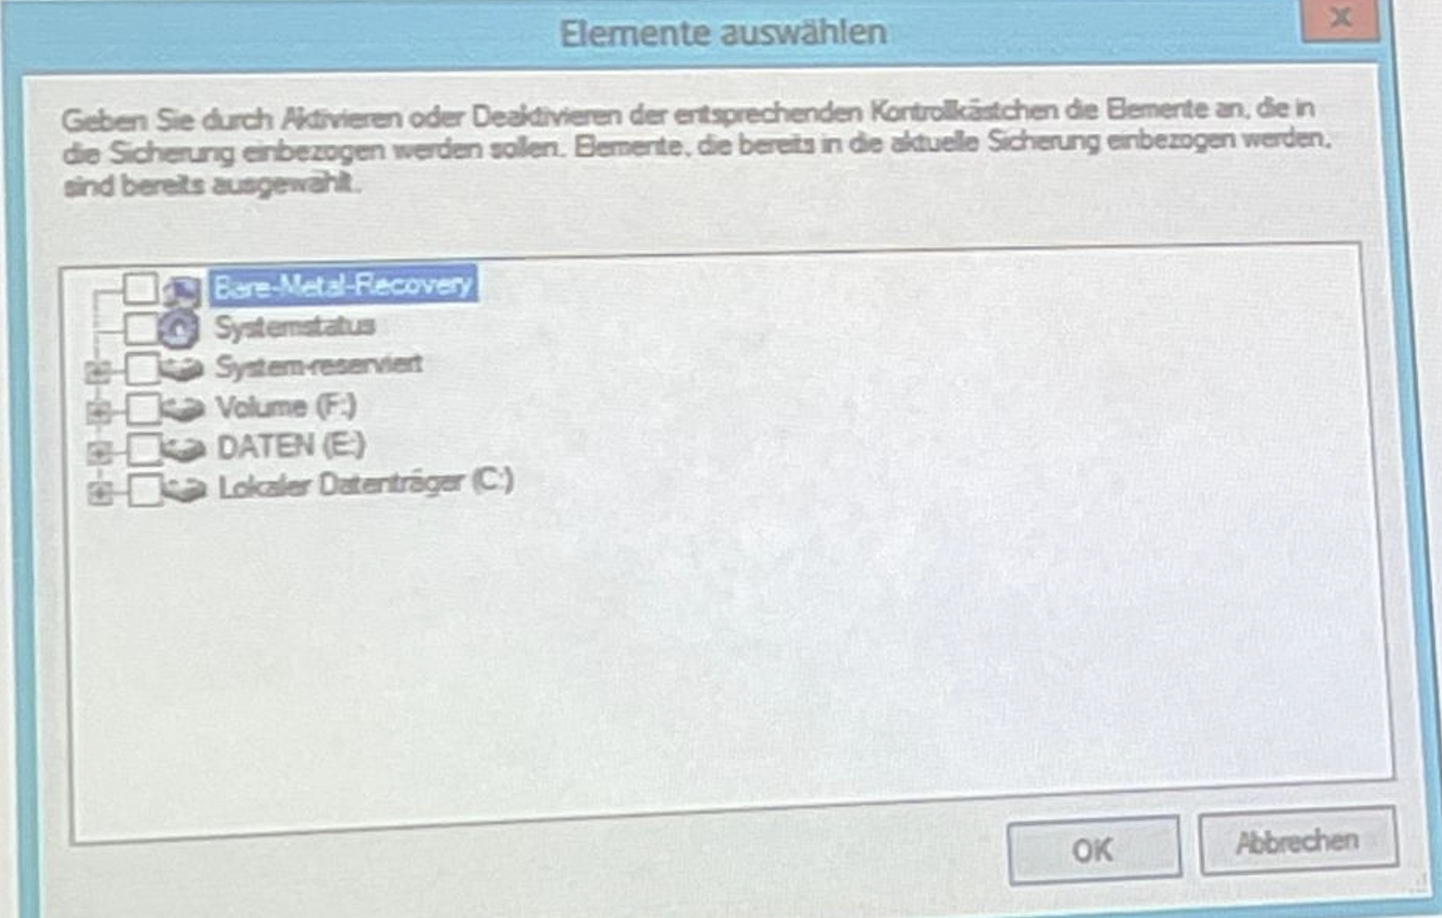 Elemente auswählen
x
Geben Sie durch Aktivieren oder Deaktivieren der entsprechenden Kontrollkästchen die Elemente an, die in
die Sicherung einbezogen werden sollen. Elemente, die bereits in die aktuelle Sicherung einbezogen werden,
sind bereits ausgewählt.
Bare-Metal-Recovery
Systemstatus
System-reserviert
Volume (F:)
DATEN (E:)
Lokaler Datenträger (C:)
OK
Abbrechen